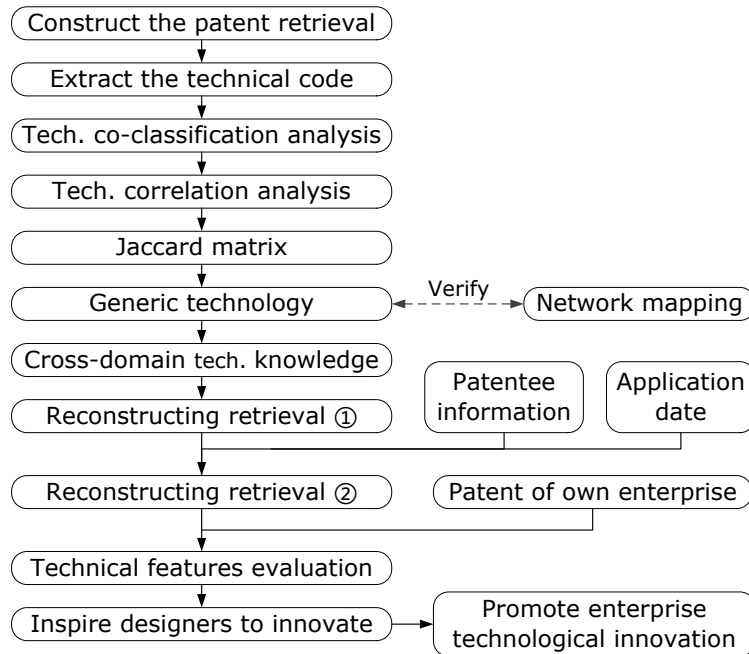 Construct the patent retrieval
Extract the technical code
Tech. co-classification analysis
Tech. correlation analysis
Jaccard matrix
Generic technology
Verify
Network mapping
Cross-domain tech. knowledge
Patentee
information
Application
date
Reconstructing retrieval ①
Reconstructing retrieval ②
Patent of own enterprise
Technical features evaluation
Inspire designers to innovate
Promote enterprise
technological innovation